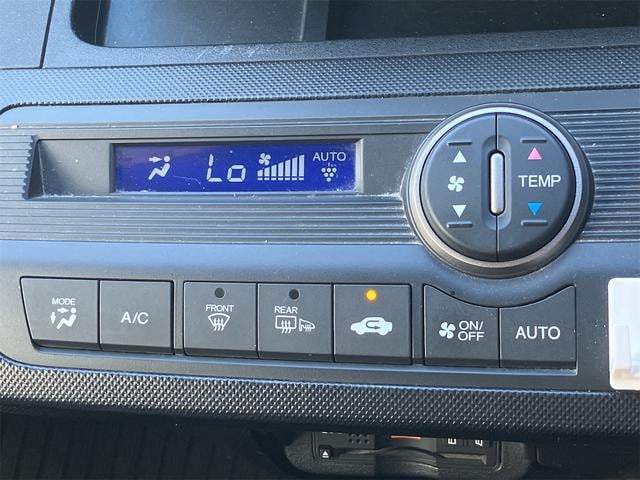 Lo AUTO
TEMP
MODE
A/C
FRONT
REAR
ON/
OFF
AUTO